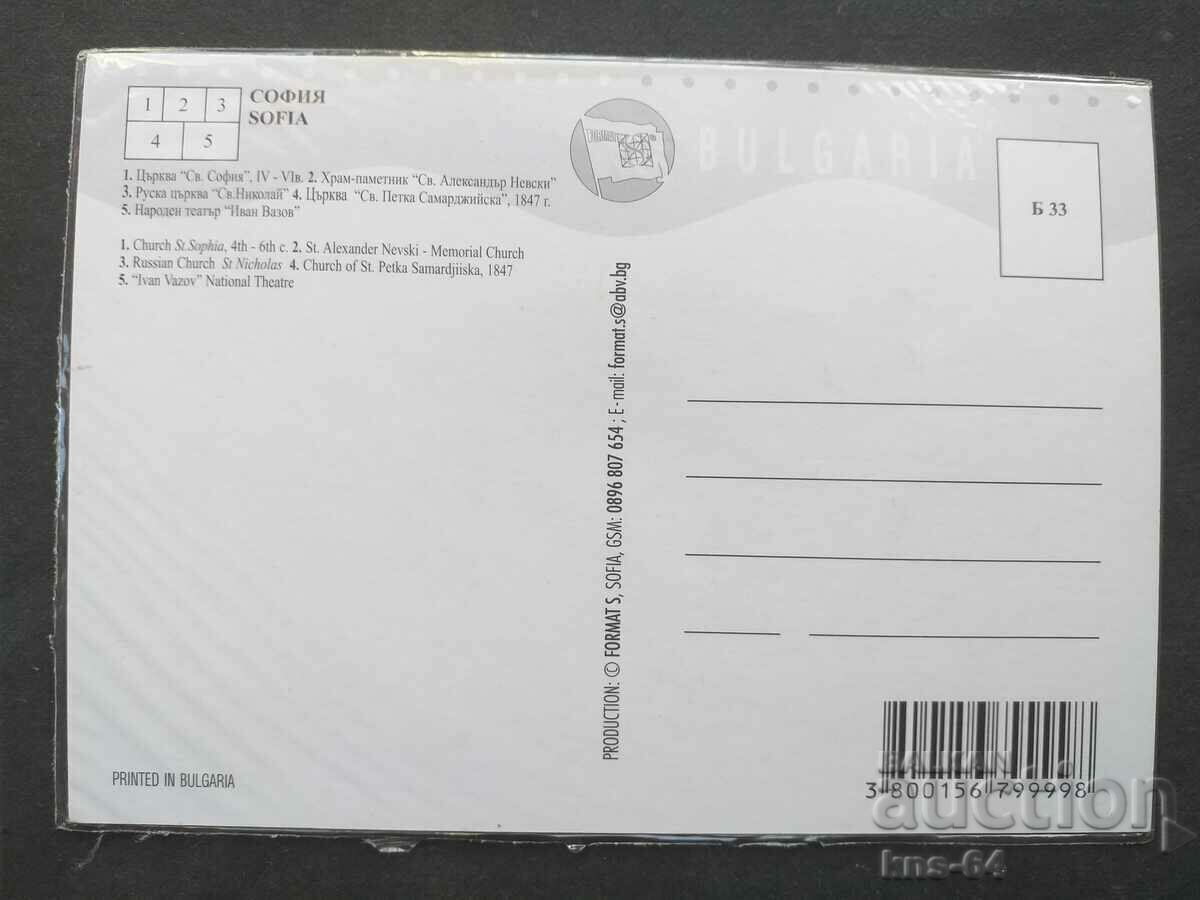 1 2 3
4 5
СОФИЯ
SOFIA
1. Църква “Св. София”, IV - VIв. 2. Храм-паметник “Св. Александър Невски”
3. Руска църква “Св.Николай” 4. Църква “Св. Петка Самарджийска”, 1847 г.
5. Народен театър “Иван Вазов”
1. Church St.Sophia, 4th - 6th c. 2. St. Alexander Nevski - Memorial Church
3. Russian Church St Nicholas 4. Church of St. Petka Samardjiiska, 1847
5. “Ivan Vazov” National Theatre
BULGARIA
Б 33
PRODUCTION: © FORMAT S, SOFIA, GSM: 0896 807 654 ; E-mail: format.s@abv.bg
PRINTED IN BULGARIA
3 800156 799998
BALKAN
auction
kns-64